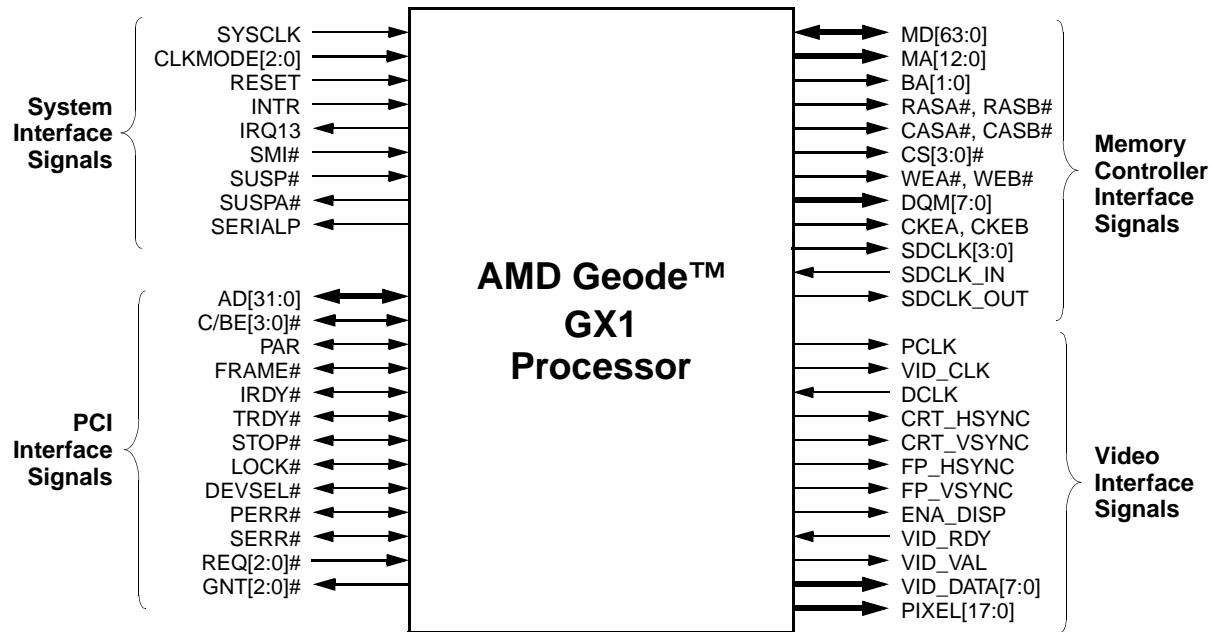 System
Interface
Signals
SYSCLK
CLKMODE[2:0]
RESET
INTR
IRQ13
SMI#
SUSP#
SUSPA#
SERIALP
PCI
Interface
Signals
AD[31:0]
C/BE[3:0]#
PAR
FRAME#
IRDY#
TRDY#
STOP#
LOCK#
DEVSEL#
PERR#
SERR#
REQ[2:0]#
GNT[2:0]#
AMD Geode™
GX1
Processor
MD[63:0]
MA[12:0]
BA[1:0]
RASA#, RASB#
CASA#, CASB#
CS[3:0]#
WEA#, WEB#
DQM[7:0]
CKEA, CKEB
SDCLK[3:0]
SDCLK_IN
SDCLK_OUT
Memory
Controller
Interface
Signals
PCLK
VID_CLK
DCLK
CRT_HSYNC
CRT_VSYNC
FP_HSYNC
FP_VSYNC
ENA_DISP
VID_RDY
VID_VAL
VID_DATA[7:0]
PIXEL[17:0]
Video
Interface
Signals